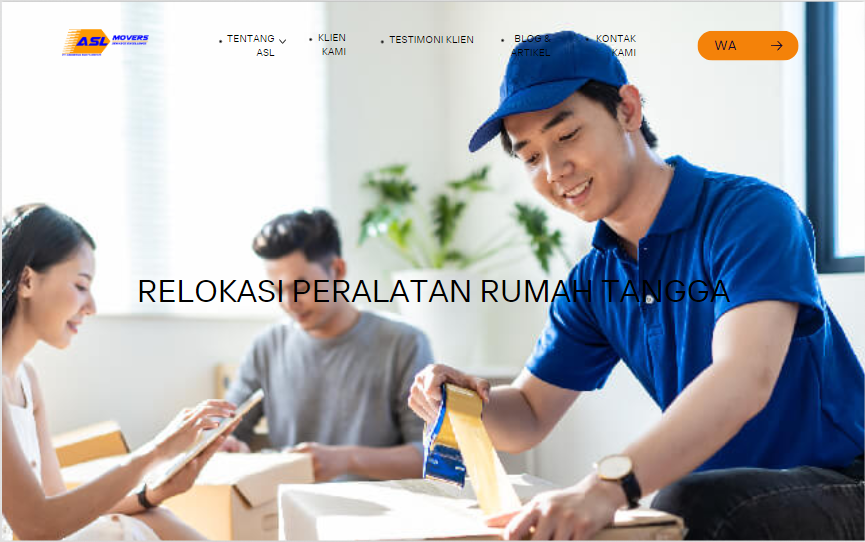 ASL MOVERS
TENTANG
ASL
KLIEN
KAMI
TESTIMONI KLIEN
BLOG &
ARTIKEL
KONTAK
KAMI
WA
RELOKASI PERALATAN RUMAH TANGGA